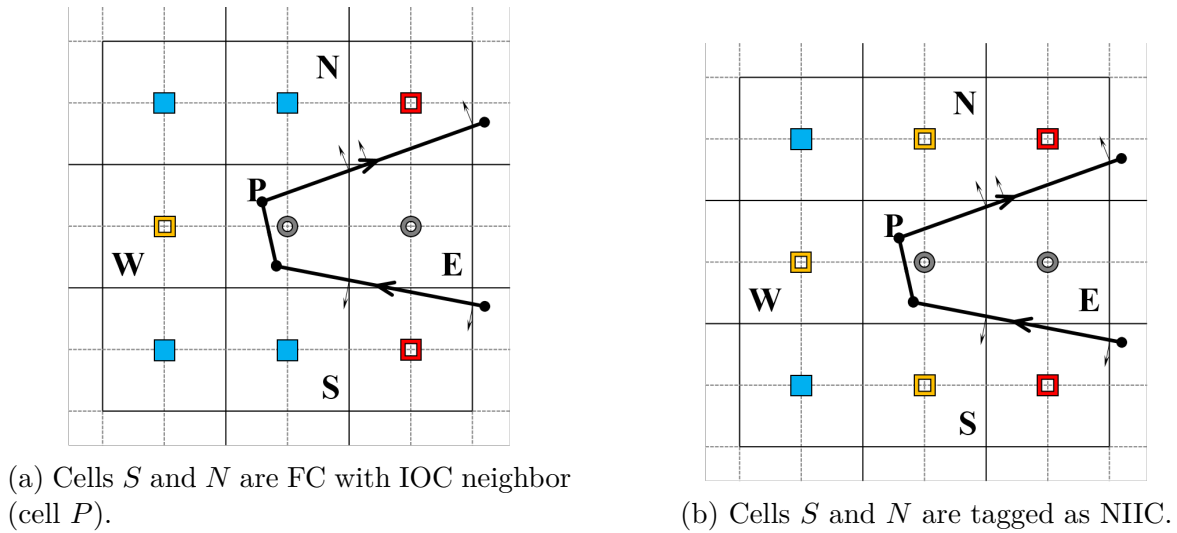 N
P
W
E
S
(a) Cells S and N are FC with IOC neighbor
(cell P).
N
P
W
E
S
(b) Cells S and N are tagged as NIIC.